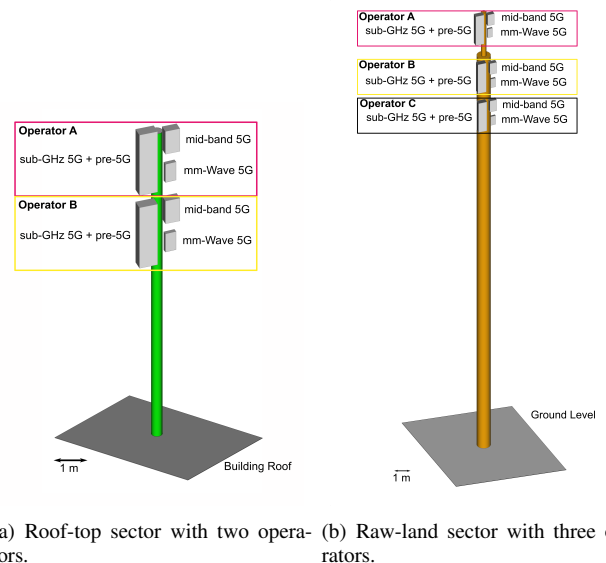 Operator A
sub-GHz 5G + pre-5G
mid-band 5G
mm-Wave 5G
Operator B
sub-GHz 5G + pre-5G
mid-band 5G
mm-Wave 5G
1 m
Building Roof
a) Roof-top sector with two opera-
ors.
Operator A
sub-GHz 5G + pre-5G
mid-band 5G
mm-Wave 5G
Operator B
sub-GHz 5G + pre-5G
mid-band 5G
mm-Wave 5G
Operator C
sub-GHz 5G + pre-5G
mid-band 5G
mm-Wave 5G
Ground Level
1 m
(b) Raw-land sector with three
rators.